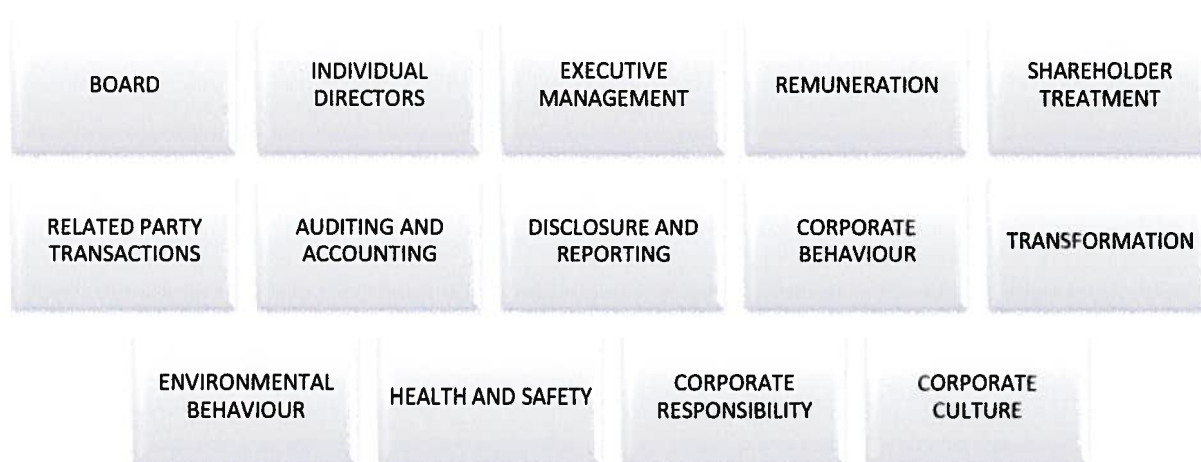 BOARD
INDIVIDUAL
DIRECTORS
EXECUTIVE
MANAGEMENT
REMUNERATION
SHAREHOLDER
TREATMENT
RELATED PARTY
TRANSACTIONS
AUDITING AND
ACCOUNTING
DISCLOSURE AND
REPORTING
CORPORATE
BEHAVIOUR
TRANSFORMATION
ENVIRONMENTAL
BEHAVIOUR
HEALTH AND SAFETY
CORPORATE
RESPONSIBILITY
CORPORATE
CULTURE